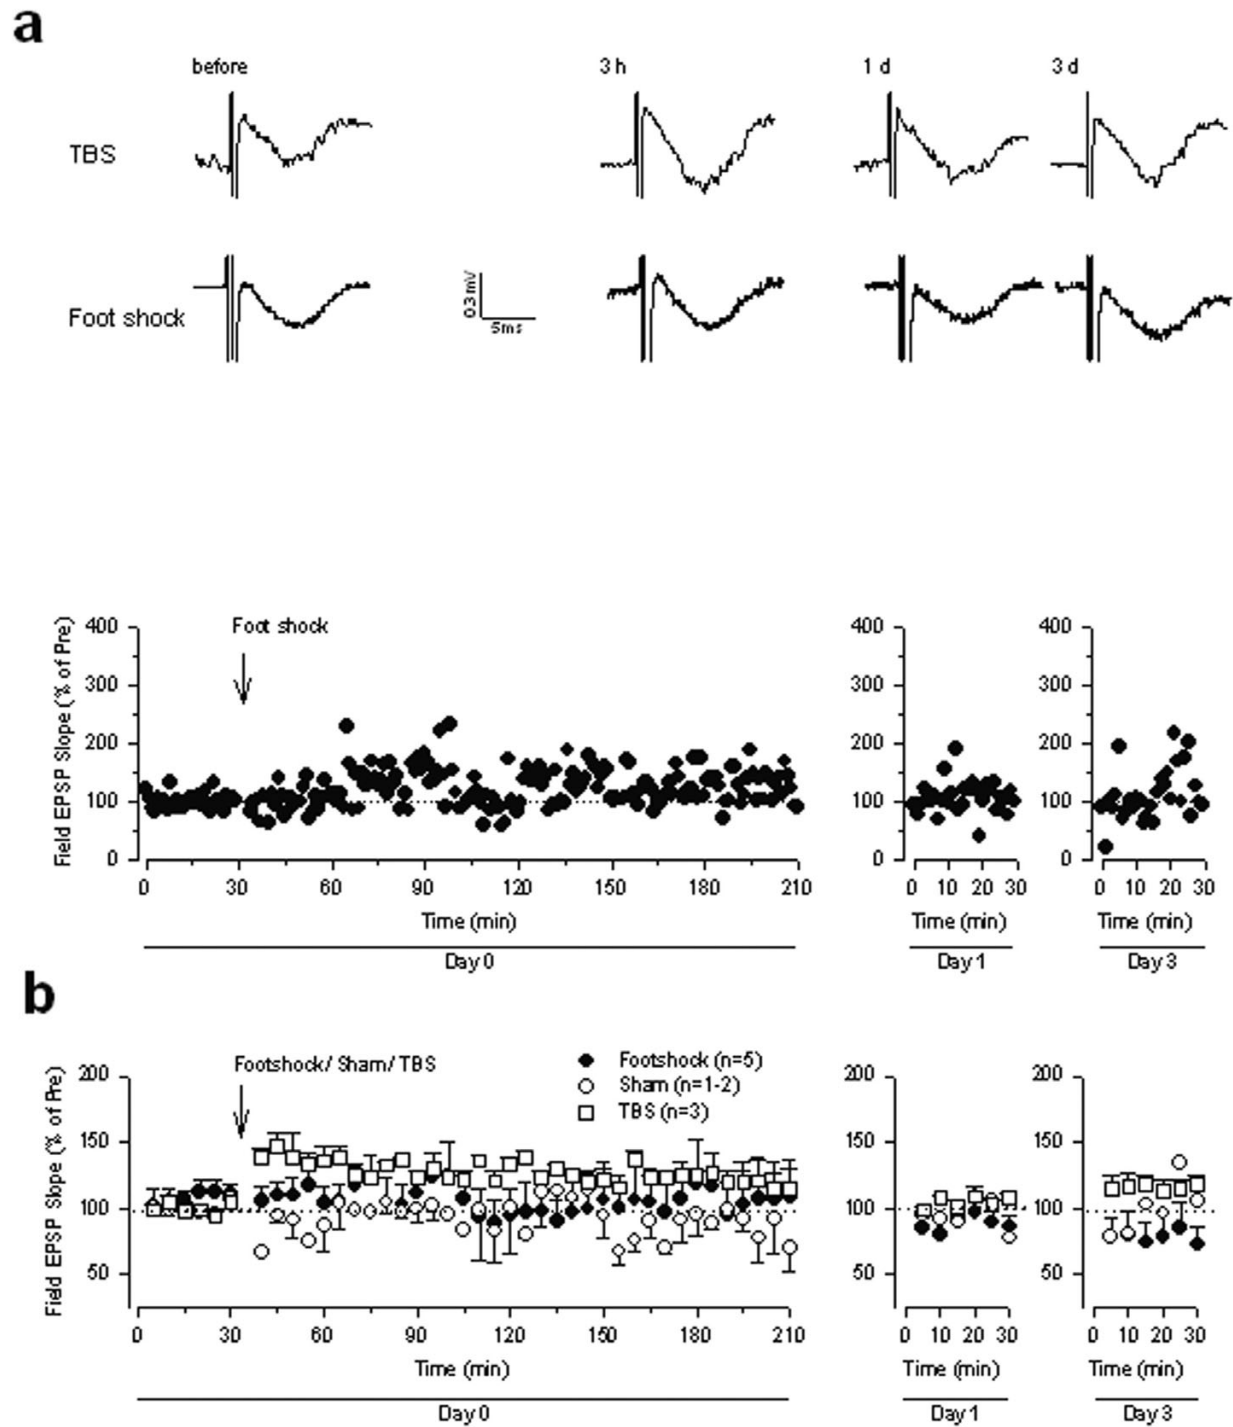 a
before 3 h 1 d 3 d
TBS
Foot shock
0.3 mV
5ms
Field EPSP Slope (% of Pre)
400 400 400
Foot shock
300 300 300
200 200 200
100 100 100
0 0 0
0 30 60 90 120 150 180 210 0 10 20 30 0 10 20 30
Time (min) Time (min) Time (min)
Day 0 Day 1 Day 3
b
Field EPSP Slope (% of Pre)
Footshock/ Sham/ TBS
Footshock (n=5)
Sham (n=1-2)
TBS (n=3)
200 200 200
150 150 150
100 100 100
50 50 50
0 30 60 90 120 150 180 210 0 10 20 30 0 10 20 30
Time (min) Time (min) Time (min)
Day 0 Day 1 Day 3